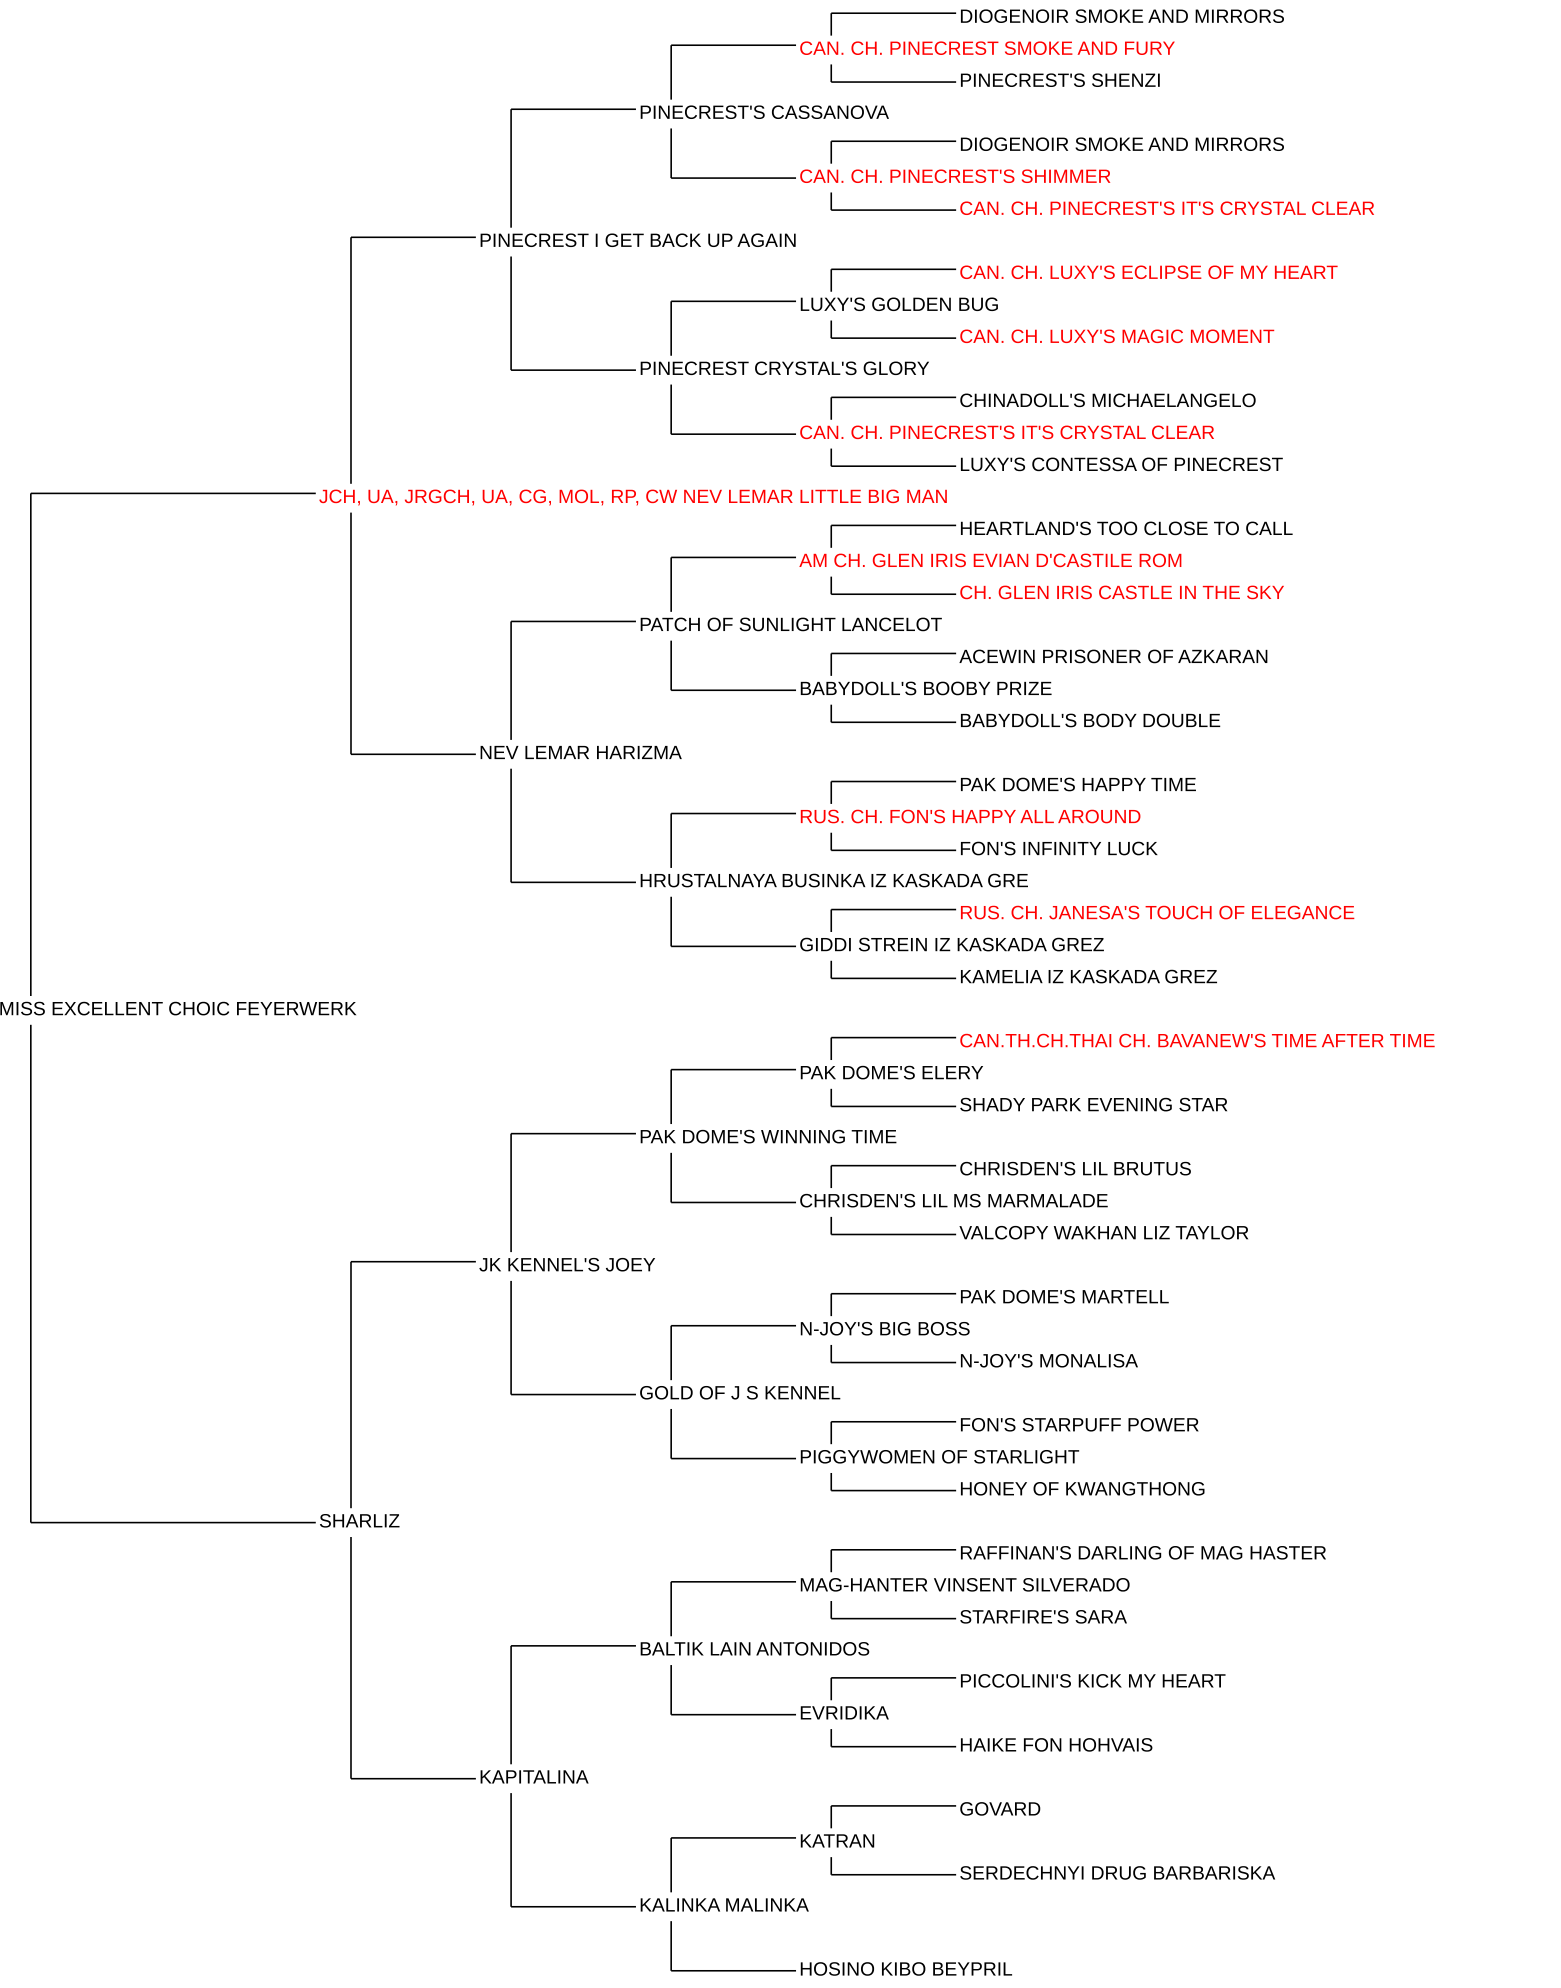 DIOGENOIR SMOKE AND MIRRORS
CAN. CH. PINECREST SMOKE AND FURY
PINECREST'S SHENZI
PINECREST'S CASSANOVA
DIOGENOIR SMOKE AND MIRRORS
CAN. CH. PINECREST'S SHIMMER
CAN. CH. PINECREST'S IT'S CRYSTAL CLEAR
PINECREST I GET BACK UP AGAIN
CAN. CH. LUXY'S ECLIPSE OF MY HEART
LUXY'S GOLDEN BUG
CAN. CH. LUXY'S MAGIC MOMENT
PINECREST CRYSTAL'S GLORY
CHINADOLL'S MICHAELANGELO
CAN. CH. PINECREST'S IT'S CRYSTAL CLEAR
LUXY'S CONTESSA OF PINECREST
JCH, UA, JRGCH, UA, CG, MOL, RP, CW NEV LEMAR LITTLE BIG MAN
HEARTLAND'S TOO CLOSE TO CALL
AM CH. GLEN IRIS EVIAN D'CASTILE ROM
CH. GLEN IRIS CASTLE IN THE SKY
PATCH OF SUNLIGHT LANCELOT
ACEWIN PRISONER OF AZKARAN
BABYDOLL'S BOOBY PRIZE
BABYDOLL'S BODY DOUBLE
NEV LEMAR HARIZMA
PAK DOME'S HAPPY TIME
RUS. CH. FON'S HAPPY ALL AROUND
FON'S INFINITY LUCK
HRUSTALNAYA BUSINKA IZ KASKADA GRE
RUS. CH. JANESA'S TOUCH OF ELEGANCE
GIDDI STREIN IZ KASKADA GREZ
KAMELIA IZ KASKADA GREZ
MISS EXCELLENT CHOIC FEYERWERK
CAN.TH.CH.THAI CH. BAVANEW'S TIME AFTER TIME
PAK DOME'S ELERY
SHADY PARK EVENING STAR
PAK DOME'S WINNING TIME
CHRISDEN'S LIL BRUTUS
CHRISDEN'S LIL MS MARMALADE
VALCOPY WAKHAN LIZ TAYLOR
JK KENNEL'S JOEY
PAK DOME'S MARTELL
N-JOY'S BIG BOSS
N-JOY'S MONALISA
GOLD OF J S KENNEL
FON'S STARPUFF POWER
PIGGYWOMEN OF STARLIGHT
HONEY OF KWANGTHONG
SHARLIZ
RAFFINAN'S DARLING OF MAG HASTER
MAG-HANTER VINSENT SILVERADO
STARFIRE'S SARA
BALTIK LAIN ANTONIDOS
PICCOLINI'S KICK MY HEART
EVRIDIKA
HAIKE FON HOHVAIS
KAPITALINA
GOVARD
KATRAN
SERDECHNYI DRUG BARBARISKA
KALINKA MALINKA
HOSINO KIBO BEYPRIL